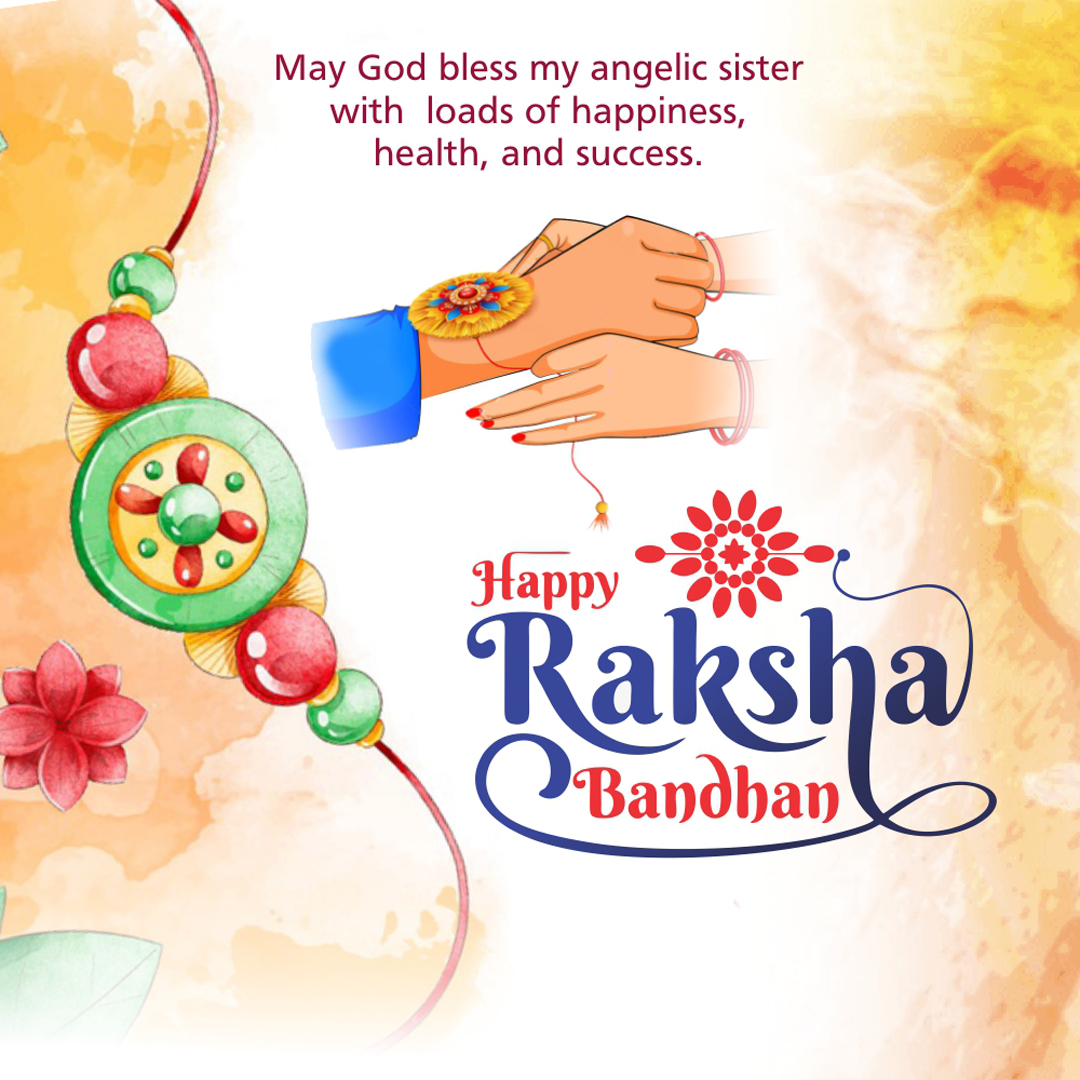 May God bless my angelic sister
with  loads of happiness,
health, and success.
Happy
Raksha
Bandhan